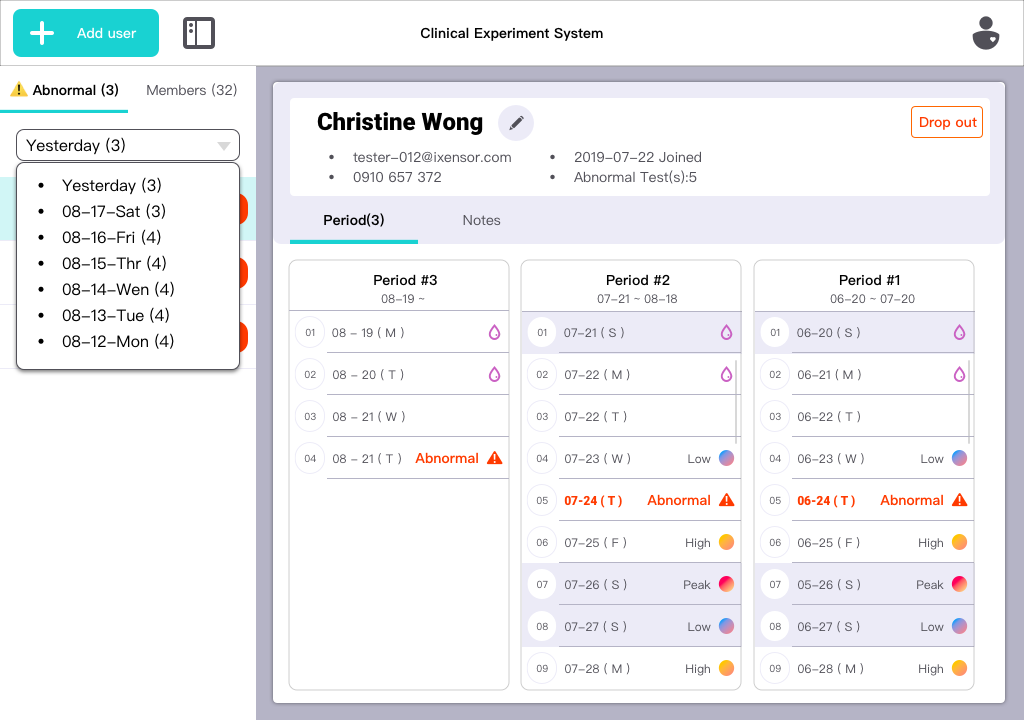 Add user
Clinical Experiment System
Abnormal (3)
Members (32)
Yesterday (3)
• Yesterday (3)
• 08-17-Sat (3)
• 08-16-Fri (4)
• 08-15-Thr (4)
• 08-14-Wen (4)
• 08-13-Tue (4)
• 08-12-Mon (4)
Christine Wong
Drop out
• tester-012@ixensor.com
• 0910 657 372
• 2019-07-22 Joined
• Abnormal Test(s):5
Period(3)
Notes
Period #3
08-19 ~
01 08 - 19 ( M )
02 08 - 20 ( T )
03 08 - 21 ( W )
04 08 - 21 ( T ) Abnormal
Period #2
07-21 ~ 08-18
01 07-21 ( S )
02 07-22 ( M )
03 07-22 ( T )
04 07-23 ( W ) Low
05 07-24 ( T ) Abnormal
06 07-25 ( F ) High
07 07-26 ( S ) Peak
08 07-27 ( S ) Low
09 07-28 ( M ) High
Period #1
06-20 ~ 07-20
01 06-20 ( S )
02 06-21 ( M )
03 06-22 ( T )
04 06-23 ( W ) Low
05 06-24 ( T ) Abnormal
06 06-25 ( F ) High
07 05-26 ( S ) Peak
08 06-27 ( S ) Low
09 06-28 ( M ) High